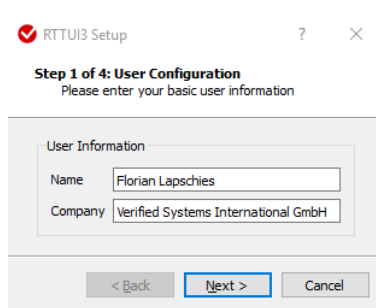 RTTUI3 Setup ?
Step 1 of 4: User Configuration
Please enter your basic user information
User Information
Name Florian Lapschies
Company Verified Systems International GmbH
< Back Next > Cancel